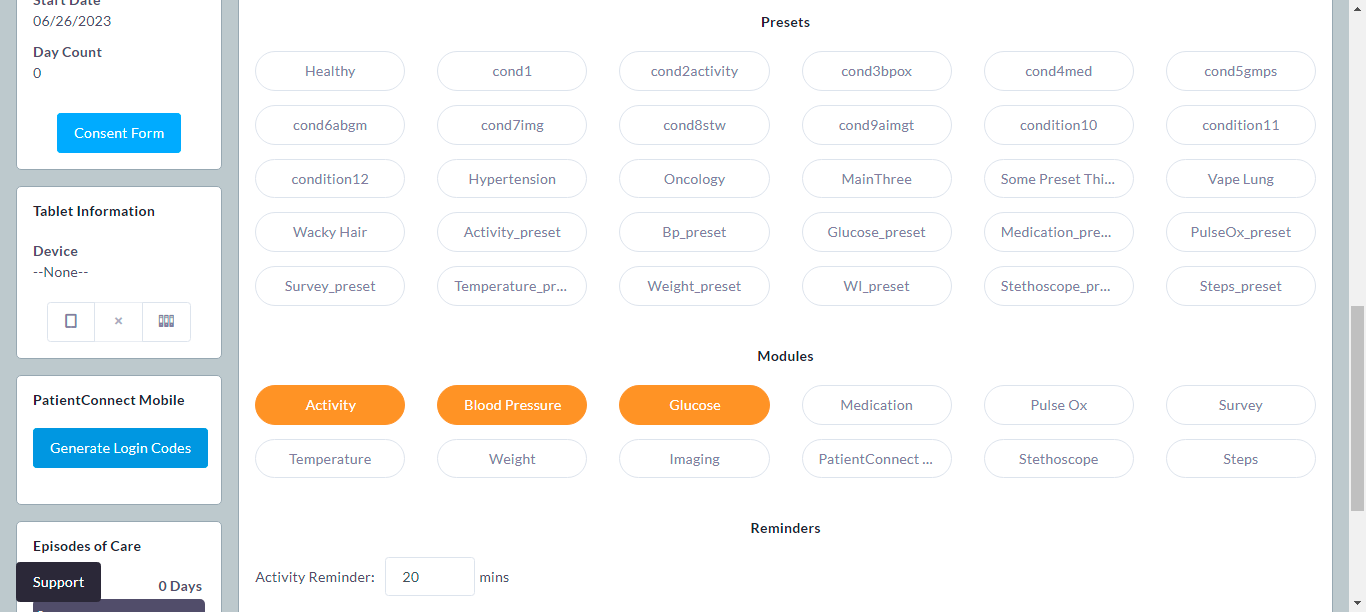 Start Date
06/26/2023
Day Count
0
Consent Form
Tablet Information
Device
--None--
×
PatientConnect Mobile
Generate Login Codes
Episodes of Care
Support
0 Days
Presets
Healthy
cond1
cond2activity
cond3bpox
cond4med
cond5gmps
cond6abgm
cond7img
cond8stw
cond9aimgt
condition10
condition11
condition12
Hypertension
Oncology
MainThree
Some Preset Thi...
Vape Lung
Wacky Hair
Activity_preset
Bp_preset
Glucose_preset
Medication_pre...
PulseOx_preset
Survey_preset
Temperature_pr...
Weight_preset
WI_preset
Stethoscope_pr...
Steps_preset
Modules
Activity
Blood Pressure
Glucose
Medication
Pulse Ox
Survey
Temperature
Weight
Imaging
PatientConnect ...
Stethoscope
Steps
Reminders
Activity Reminder: 20 mins